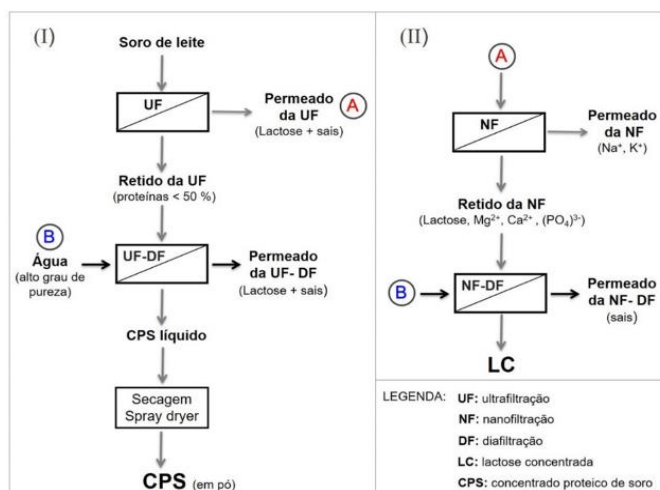 (I)
Soro de leite
UF
Permeado
da UF
(Lactose + sais)
A
Retido da UF
(proteínas < 50 %)
B
Água
(alto grau de
pureza)
UF-DF
Permeado
da UF- DF
(Lactose + sais)
CPS líquido
Secagem
Spray dryer
CPS (em pó)
(II)
A
NF
Permeado
da NF
(Na⁺, K⁺)
Retido da NF
(Lactose, Mg²⁺, Ca²⁺ , (PO₄)³⁻)
B
NF-DF
Permeado
da NF- DF
(sais)
LC
LEGENDA: UF: ultrafiltração
NF: nanofiltração
DF: diafiltração
LC: lactose concentrada
CPS: concentrado proteico de soro